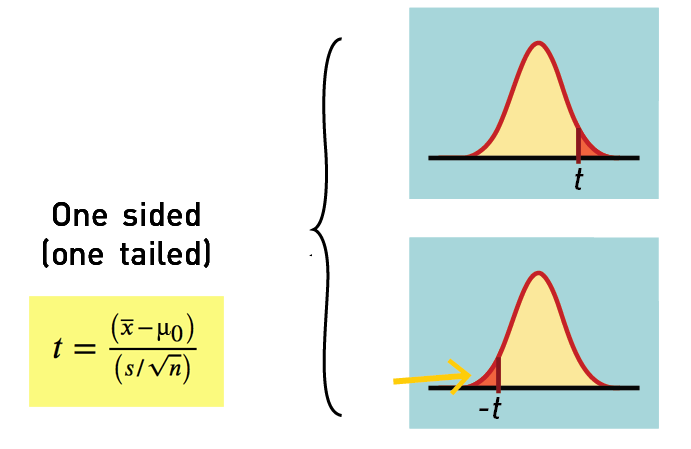 One sided
(one tailed)
t = (x̄ − μ0) / (s/√n)
t
-t